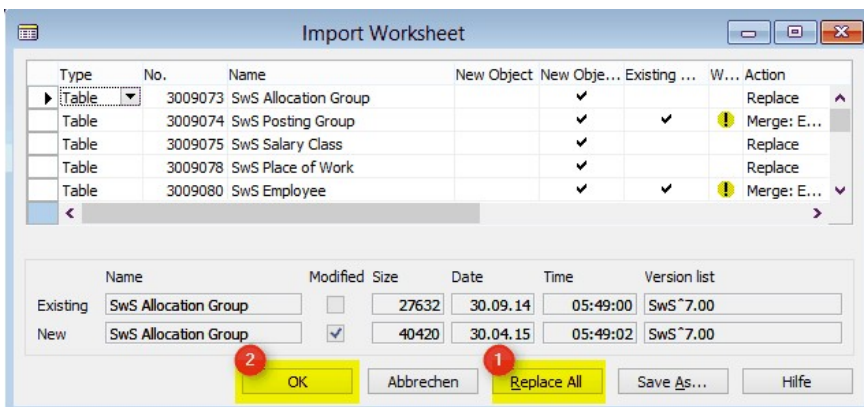 Import Worksheet
Type No. Name New Object New Obje... Existing ... W... Action
Table 3009073 SwS Allocation Group Replace
Table 3009074 SwS Posting Group Merge: E...
Table 3009075 SwS Salary Class Replace
Table 3009078 SwS Place of Work Replace
Table 3009080 SwS Employee Merge: E...
Name Modified Size Date Time Version list
Existing SwS Allocation Group 27632 30.09.14 05:49:00 SwS^7.00
New SwS Allocation Group 40420 30.04.15 05:49:02 SwS^7.00
2 1
OK Abbrechen Replace All Save As... Hilfe